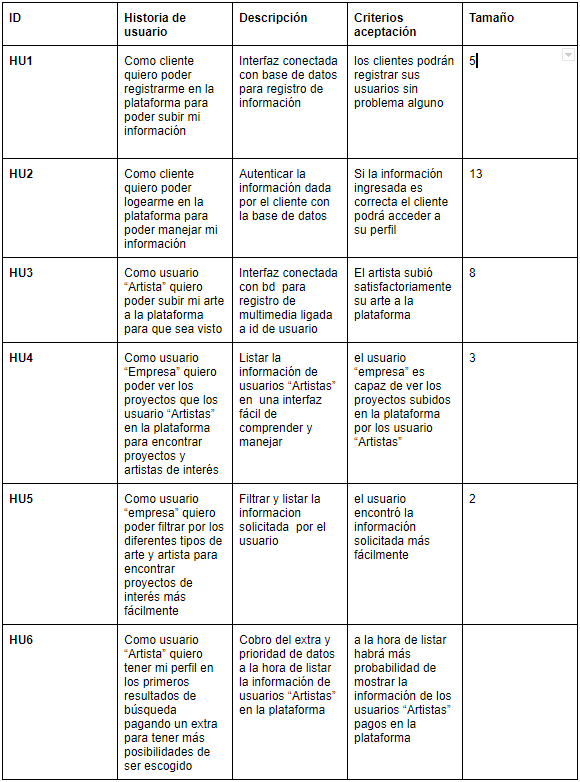 ID
Historia de
usuario
Descripción
Criterios
aceptación
Tamaño
HU1
Como cliente
quiero poder
registrarme en la
plataforma para
poder subir mi
información
Interfaz conectada
con base de datos
para registro de
información
los clientes podrán
registrar sus
usuarios sin
problema alguno
5
HU2
Como cliente
quiero poder
logearme en la
plataforma para
poder manejar mi
información
Autenticar la
información dada
por el cliente con
la base de datos
Si la información
ingresada es
correcta el cliente
podrá acceder a
su perfil
13
HU3
Como usuario
“Artista” quiero
poder subir mi arte
a la plataforma
para que sea visto
Interfaz conectada
con bd para
registro de
multimedia ligada
a id de usuario
El artista subió
satisfactoriamente
su arte a la
plataforma
8
HU4
Como usuario
“Empresa” quiero
poder ver los
proyectos que los
usuario “Artistas”
en la plataforma
para encontrar
proyectos y
artistas de interés
Listar la
información de
usuarios “Artistas”
en una interfaz
fácil de
comprender y
manejar
el usuario
“empresa” es
capaz de ver los
proyectos subidos
en la plataforma
por los usuario
“Artistas”
3
HU5
Como usuario
“empresa” quiero
poder filtrar por los
diferentes tipos de
arte y artista para
encontrar
proyectos de
interés más
fácilmente
Filtrar y listar la
informacion
solicitada por el
usuario
el usuario
encontró la
información
solicitada más
fácilmente
2
HU6
Como usuario
“Artista” quiero
tener mi perfil en
los primeros
resultados de
búsqueda
pagando un extra
para tener más
posibilidades de
ser escogido
Cobro del extra y
prioridad de datos
a la hora de listar
la información de
usuarios “Artistas”
en la plataforma
a la hora de listar
habrá más
probabilidad de
mostrar la
información de los
usuarios “Artistas”
pagos en la
plataforma